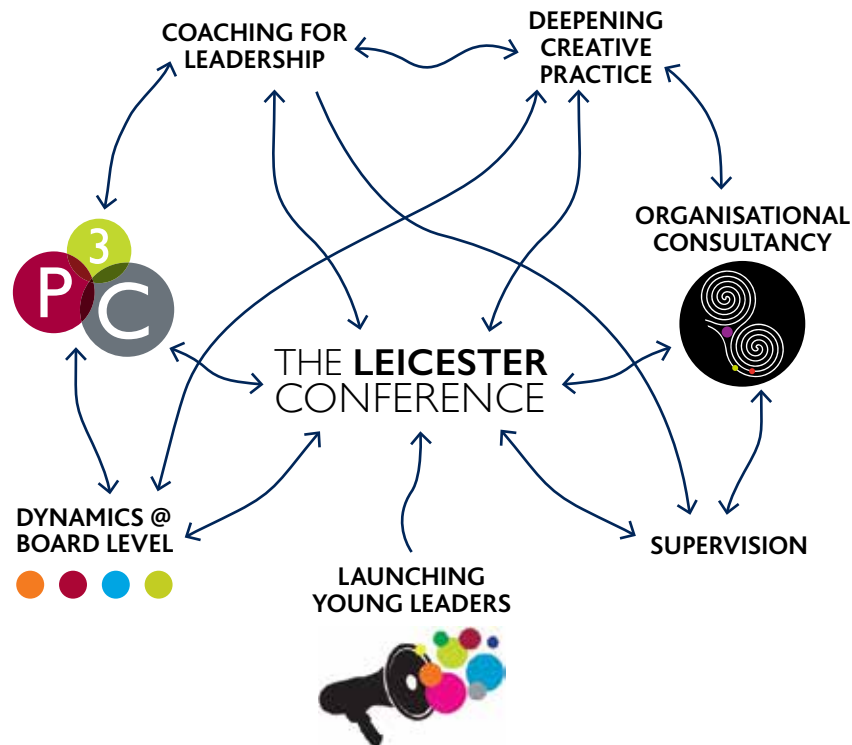 COACHING FOR
LEADERSHIP
DEEPENING
CREATIVE
PRACTICE
P 3 C
ORGANISATIONAL
CONSULTANCY
THE LEICESTER
CONFERENCE
DYNAMICS @
BOARD LEVEL
LAUNCHING
YOUNG LEADERS
SUPERVISION